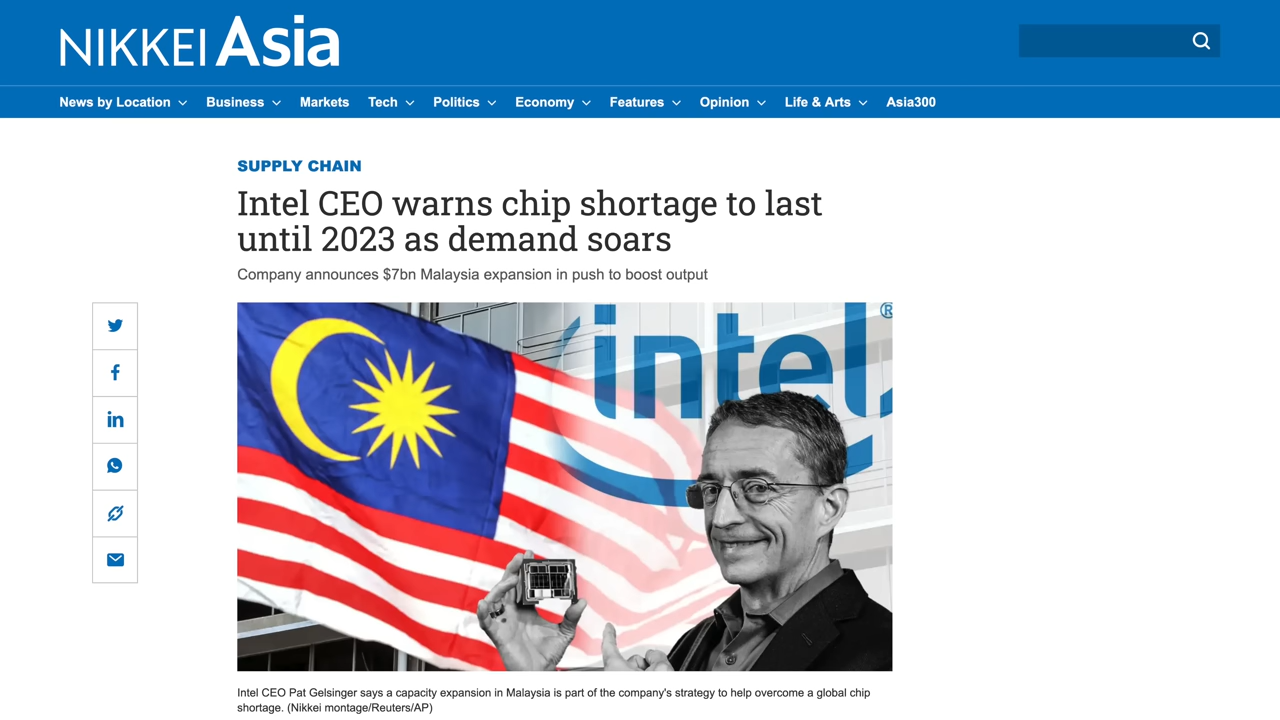 NIKKEI Asia
News by Location Business Markets Tech Politics Economy Features Opinion Life & Arts Asia300
SUPPLY CHAIN
Intel CEO warns chip shortage to last
until 2023 as demand soars
Company announces $7bn Malaysia expansion in push to boost output
intel®
Intel CEO Pat Gelsinger says a capacity expansion in Malaysia is part of the company's strategy to help overcome a global chip
shortage. (Nikkei montage/Reuters/AP)